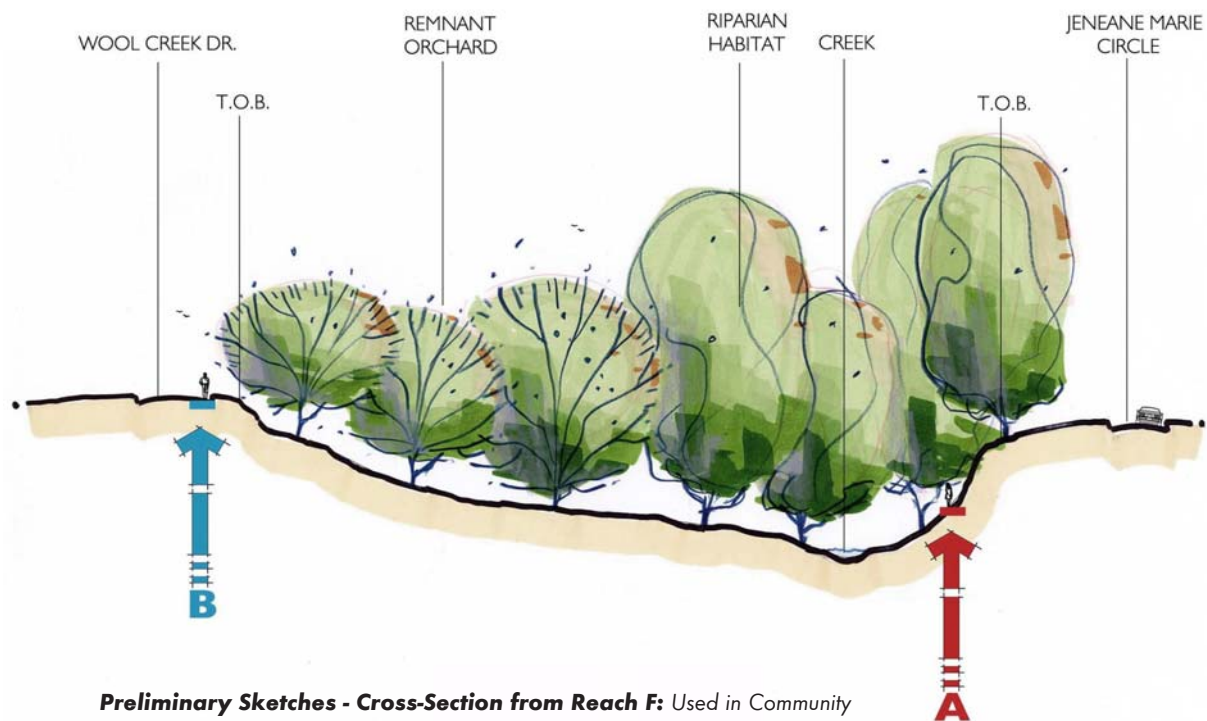 WOOL CREEK DR.
T.O.B.
REMNANT
ORCHARD
RIPARIAN
HABITAT
CREEK
T.O.B.
JENEANE MARIE
CIRCLE
B
A
Preliminary Sketches - Cross-Section from Reach F: Used in Community